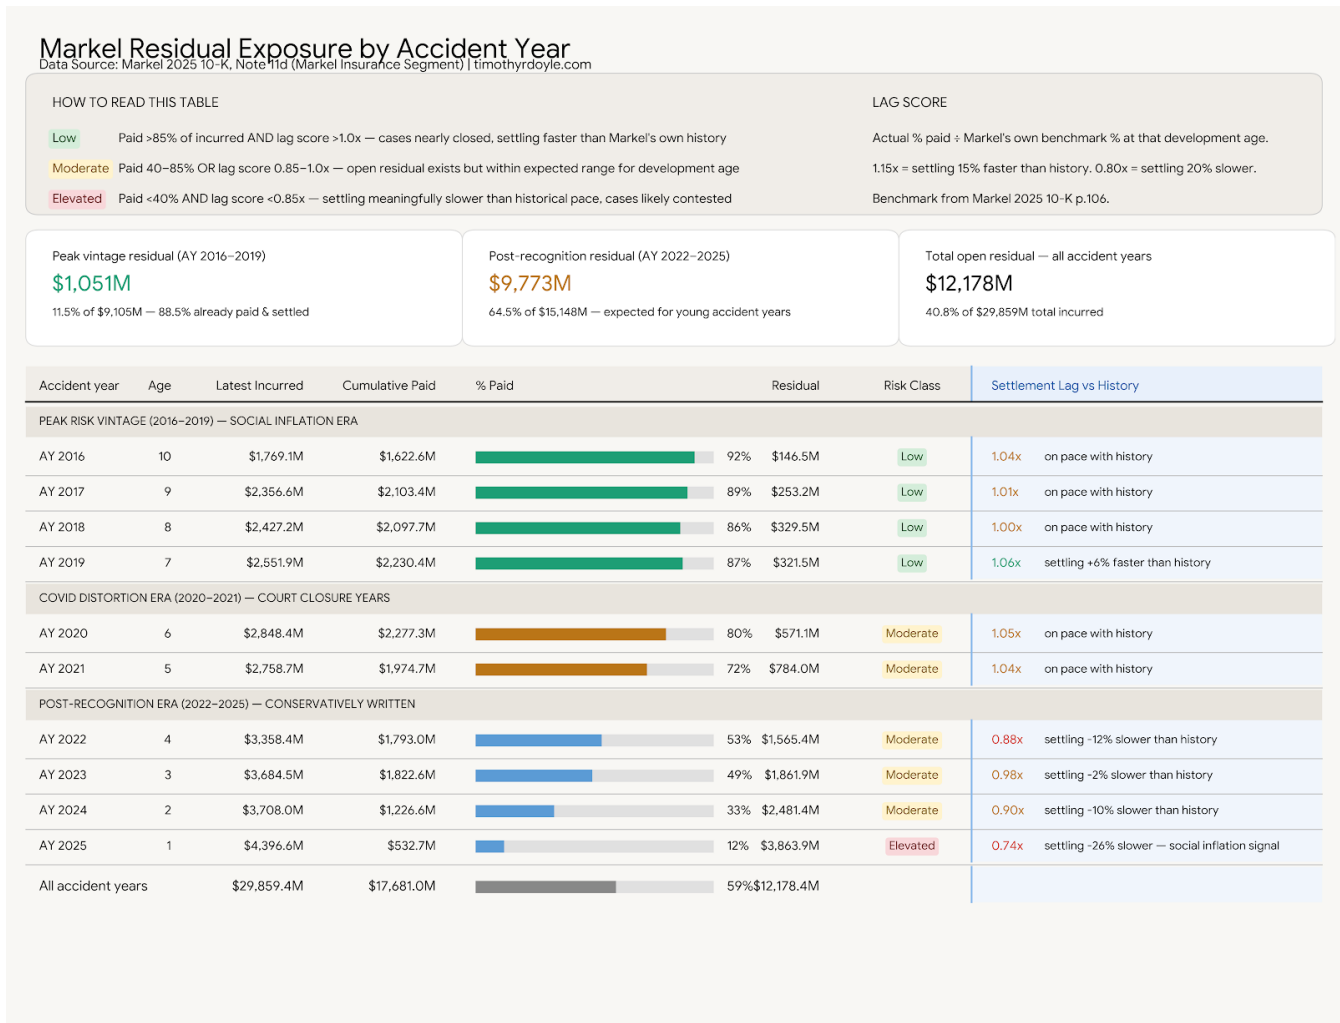 Markel Residual Exposure by Accident Year
Data Source: Markel 2025 10-K, Note 11d (Markel Insurance Segment) | timothyrdoyle.com
HOW TO READ THIS TABLE
Low Paid >85% of incurred AND lag score >1.0x — cases nearly closed, settling faster than Markel's own history
Moderate Paid 40–85% OR lag score 0.85–1.0x — open residual exists but within expected range for development age
Elevated Paid <40% AND lag score <0.85x — settling meaningfully slower than historical pace, cases likely contested
LAG SCORE
Actual % paid ÷ Markel's own benchmark % at that development age.
1.15x = settling 15% faster than history. 0.80x = settling 20% slower.
Benchmark from Markel 2025 10-K p.106.
Peak vintage residual (AY 2016–2019)
$1,051M
11.5% of $9,105M — 88.5% already paid & settled
Post-recognition residual (AY 2022–2025)
$9,773M
64.5% of $15,148M — expected for young accident years
Total open residual — all accident years
$12,178M
40.8% of $29,859M total incurred
Accident year Age Latest Incurred Cumulative Paid % Paid Residual Risk Class Settlement Lag vs History
PEAK RISK VINTAGE (2016–2019) — SOCIAL INFLATION ERA
AY 2016 10 $1,769.1M $1,622.6M 92% $146.5M Low 1.04x on pace with history
AY 2017 9 $2,356.6M $2,103.4M 89% $253.2M Low 1.01x on pace with history
AY 2018 8 $2,427.2M $2,097.7M 86% $329.5M Low 1.00x on pace with history
AY 2019 7 $2,551.9M $2,230.4M 87% $321.5M Low 1.06x settling +6% faster than history
COVID DISTORTION ERA (2020–2021) — COURT CLOSURE YEARS
AY 2020 6 $2,848.4M $2,277.3M 80% $571.1M Moderate 1.05x on pace with history
AY 2021 5 $2,758.7M $1,974.7M 72% $784.0M Moderate 1.04x on pace with history
POST-RECOGNITION ERA (2022–2025) — CONSERVATIVELY WRITTEN
AY 2022 4 $3,358.4M $1,793.0M 53% $1,565.4M Moderate 0.88x settling -12% slower than history
AY 2023 3 $3,684.5M $1,822.6M 49% $1,861.9M Moderate 0.98x settling -2% slower than history
AY 2024 2 $3,708.0M $1,226.6M 33% $2,481.4M Moderate 0.90x settling -10% slower than history
AY 2025 1 $4,396.6M $532.7M 12% $3,863.9M Elevated 0.74x settling -26% slower — social inflation signal
All accident years $29,859.4M $17,681.0M 59% $12,178.4M